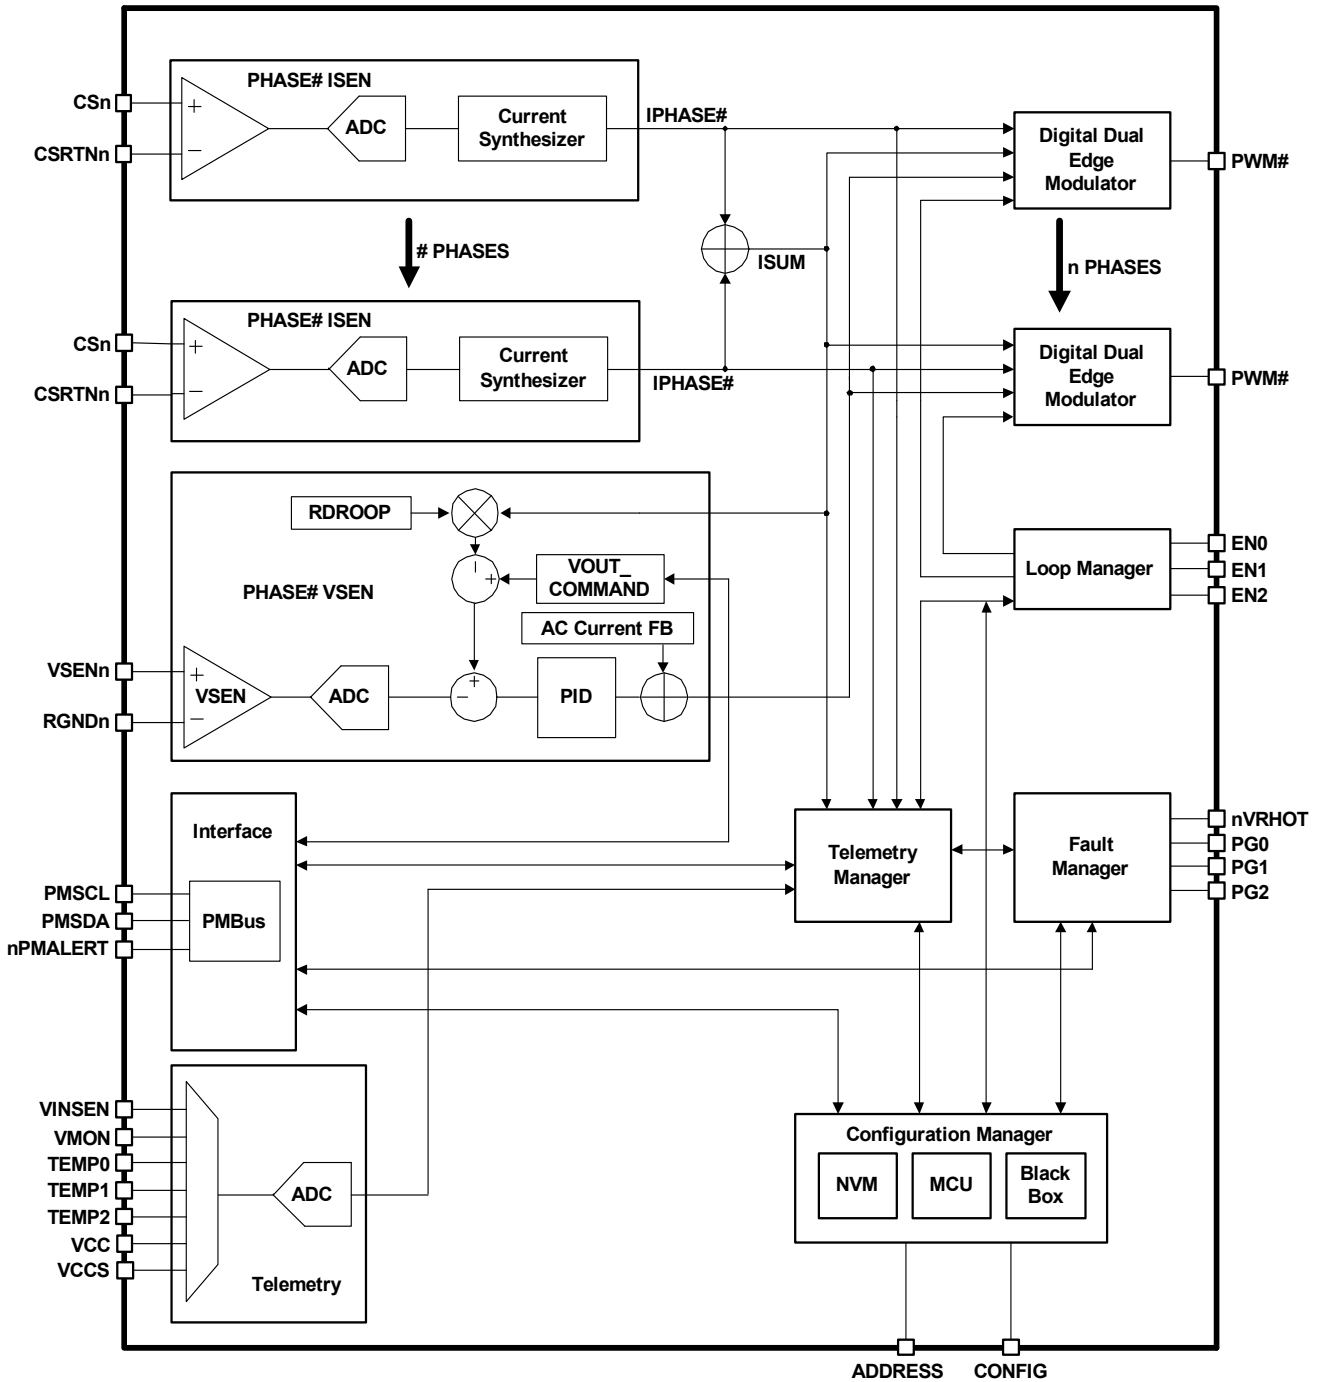 PHASE# ISEN
CSn
+
ADC
Current
Synthesizer
IPHASE#
Digital Dual
Edge
Modulator
PWM#
CSRTNn
−
# PHASES
ISUM
n PHASES
PHASE# ISEN
CSn
+
ADC
Current
Synthesizer
IPHASE#
Digital Dual
Edge
Modulator
PWM#
CSRTNn
−
RDROOP
−
+
VOUT_
COMMAND
PHASE# VSEN
AC Current FB
Loop Manager
EN0
EN1
EN2
VSENn
+
VSEN
−
RGNDn
ADC
−
+
PID
Interface
PMSCL
PMSDA
nPMALERT
PMBus
Telemetry
Manager
Fault
Manager
nVRHOT
PG0
PG1
PG2
VINSEN
VMON
TEMP0
TEMP1
TEMP2
VCC
VCCS
ADC
Telemetry
Configuration Manager
NVM
MCU
Black
Box
ADDRESS
CONFIG